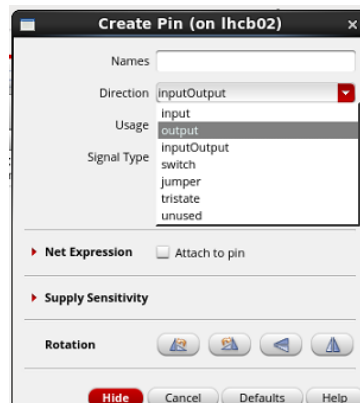 Create Pin (on lhcb02)
Names
Direction inputOutput
input
Usage
output
inputOutput
Signal Type
switch
jumper
tristate
unused
Net Expression Attach to pin
Supply Sensitivity
Rotation
Hide Cancel Defaults Help